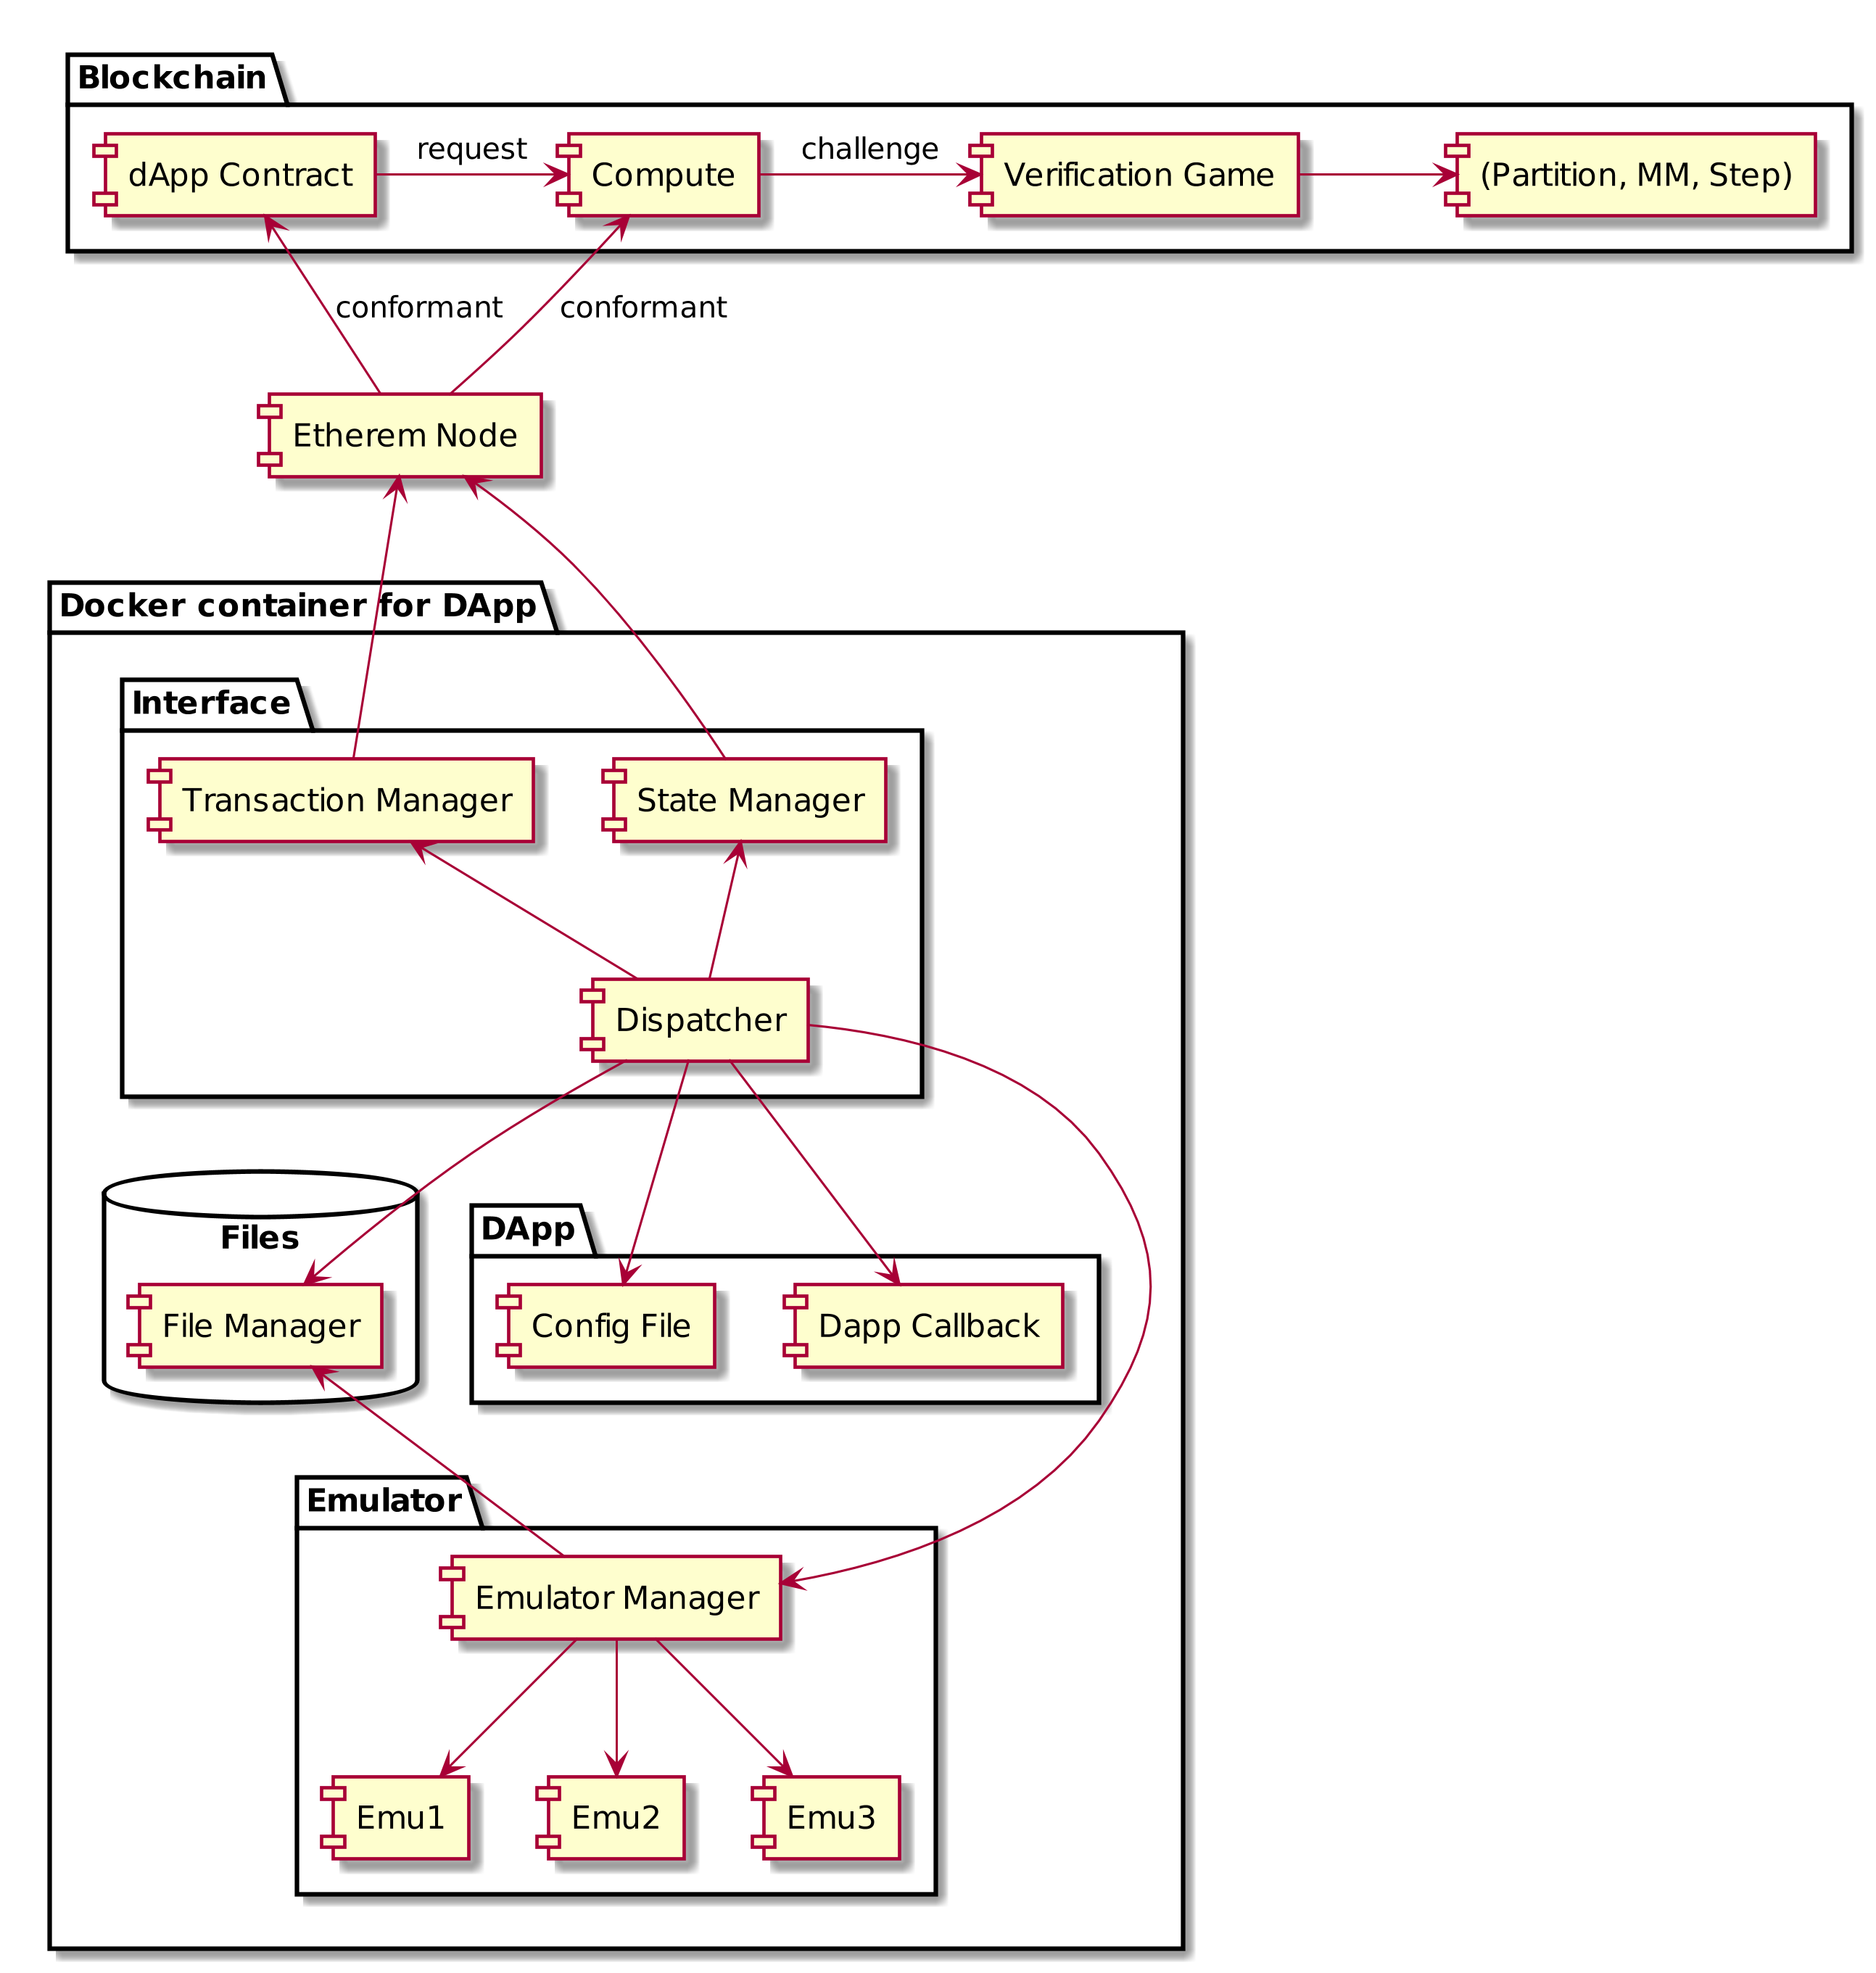 Blockchain
dApp Contract
request
Compute
challenge
Verification Game
(Partition, MM, Step)
conformant
conformant
Etherem Node
Docker container for DApp
Interface
Transaction Manager
State Manager
Dispatcher
Files
DApp
File Manager
Config File
Dapp Callback
Emulator
Emulator Manager
Emu1
Emu2
Emu3